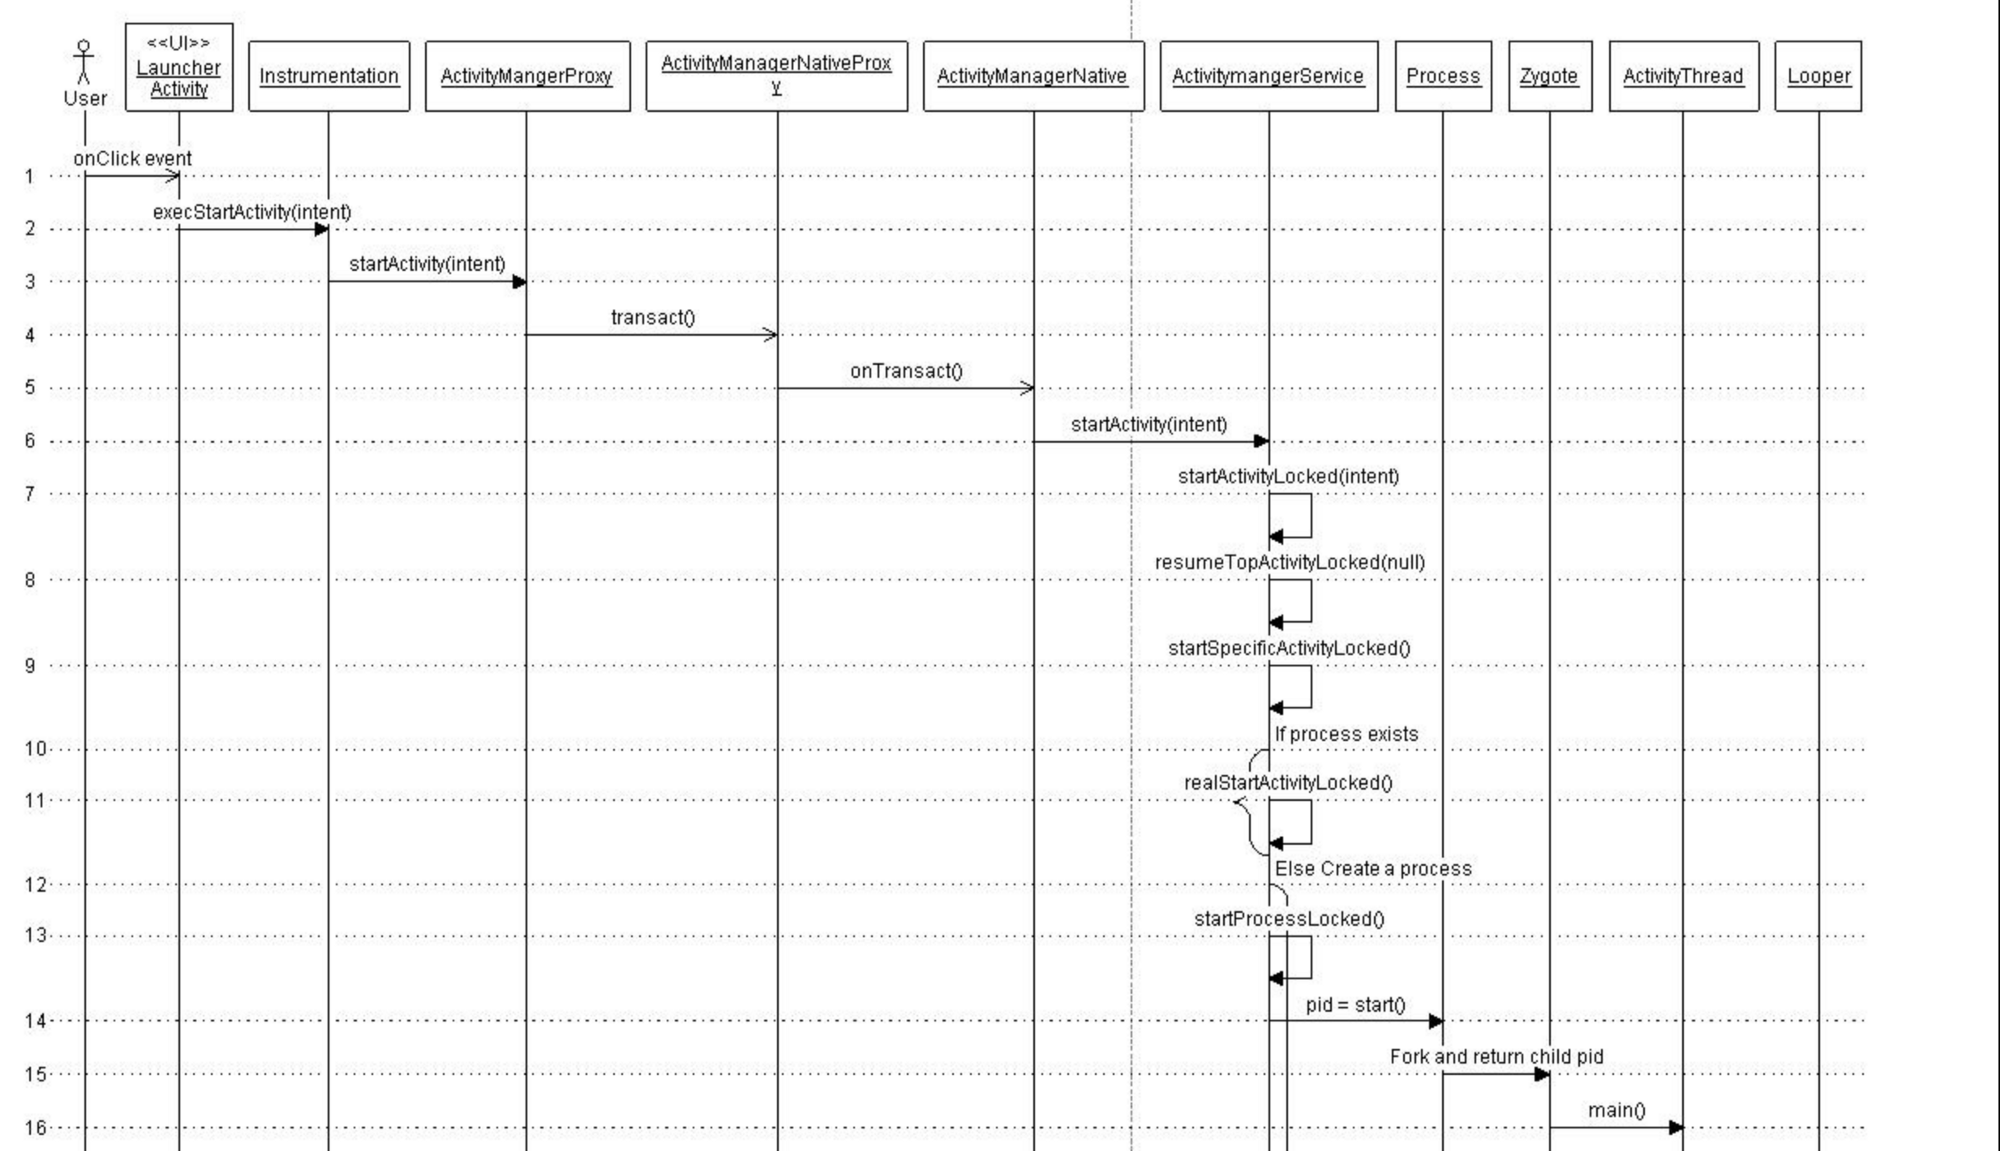 <<UI>>
Launcher
Activity
User
Instrumentation
ActivityMangerProxy
ActivityManagerNativeProx
y
ActivityManagerNative
ActivitymangerService
Process
Zygote
ActivityThread
Looper
onClick event
1
execStartActivity(intent)
2
startActivity(intent)
3
transact()
4
onTransact()
5
startActivity(intent)
6
startActivityLocked(intent)
7
resumeTopActivityLocked(null)
8
startSpecificActivityLocked()
9
If process exists
10
realStartActivityLocked()
11
Else Create a process
12
startProcessLocked()
13
pid = start()
14
Fork and return child pid
15
main()
16